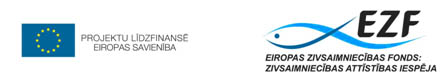 PROJEKTU LĪDZFINANSĒ
EIROPAS SAVIENĪBA
EZF
EIROPAS ZIVSAIMNIECĪBAS FONDS:
ZIVSAIMNIECĪBAS ATTĪSTĪBAS IESPĒJA